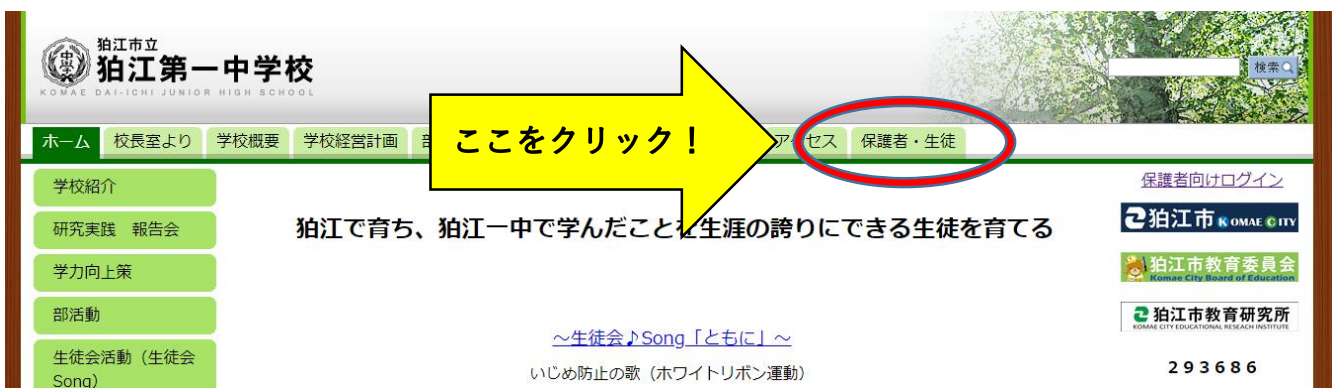 狛江市立
狛江第一中学校
KOMAE DAI-ICHI JUNIOR HIGH SCHOOL
検索
ホーム 校長室より 学校概要 学校経営計画 セス 保護者・生徒
ここをクリック！
学校紹介
研究実践 報告会
学力向上策
部活動
生徒会活動（生徒会
Song）
狛江で育ち、狛江一中で学んだことを生涯の誇りにできる生徒を育てる
～生徒会♪Song「ともに」～
いじめ防止の歌（ホワイトリボン運動）
保護者向けログイン
狛江市 KOMAE CITY
狛江市教育委員会
Komae City Board of Education
狛江市教育研究所
KOMAE CITY EDUCATIONAL RESEACH INSTITUTE
293686